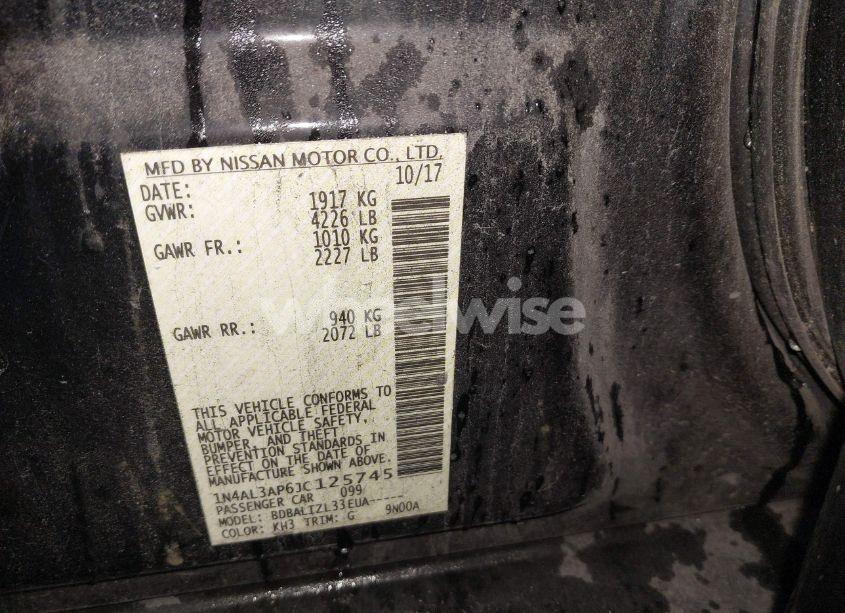 MFD BY NISSAN MOTOR CO., LTD.
DATE: 10/17
GVWR: 1917 KG
4226 LB
GAWR FR.: 1010 KG
2227 LB
wheelwise
GAWR RR.: 940 KG
2072 LB
THIS VEHICLE CONFORMS TO
ALL APPLICABLE FEDERAL
MOTOR VEHICLE SAFETY,
BUMPER, AND THEFT
PREVENTION STANDARDS IN
EFFECT ON THE DATE OF
MANUFACTURE SHOWN ABOVE.
1N4AL3AP6JC125745
PASSENGER CAR 099
MODEL: BDBALIZL33EUA-----
COLOR: KH3 TRIM: G 9N00A